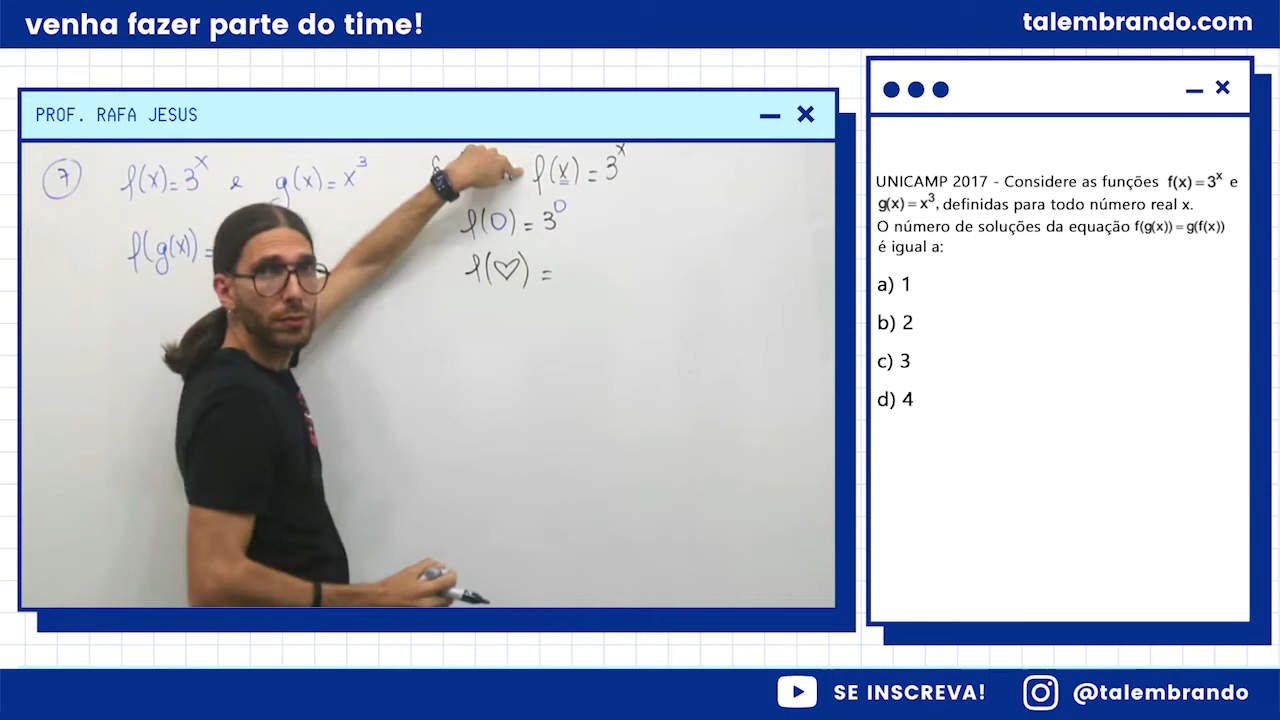 venha fazer parte do time!
talembrando.com
PROF. RAFA JESUS
7 f(x)=3^x e g(x)=x^3
f(g(x))=
f(x)=3^x
f(0)=3^0
f(♡)=
UNICAMP 2017 - Considere as funções f(x)=3^x e
g(x)=x^3, definidas para todo número real x.
O número de soluções da equação f(g(x))=g(f(x))
é igual a:
a) 1
b) 2
c) 3
d) 4
SE INSCREVA!
@talembrando